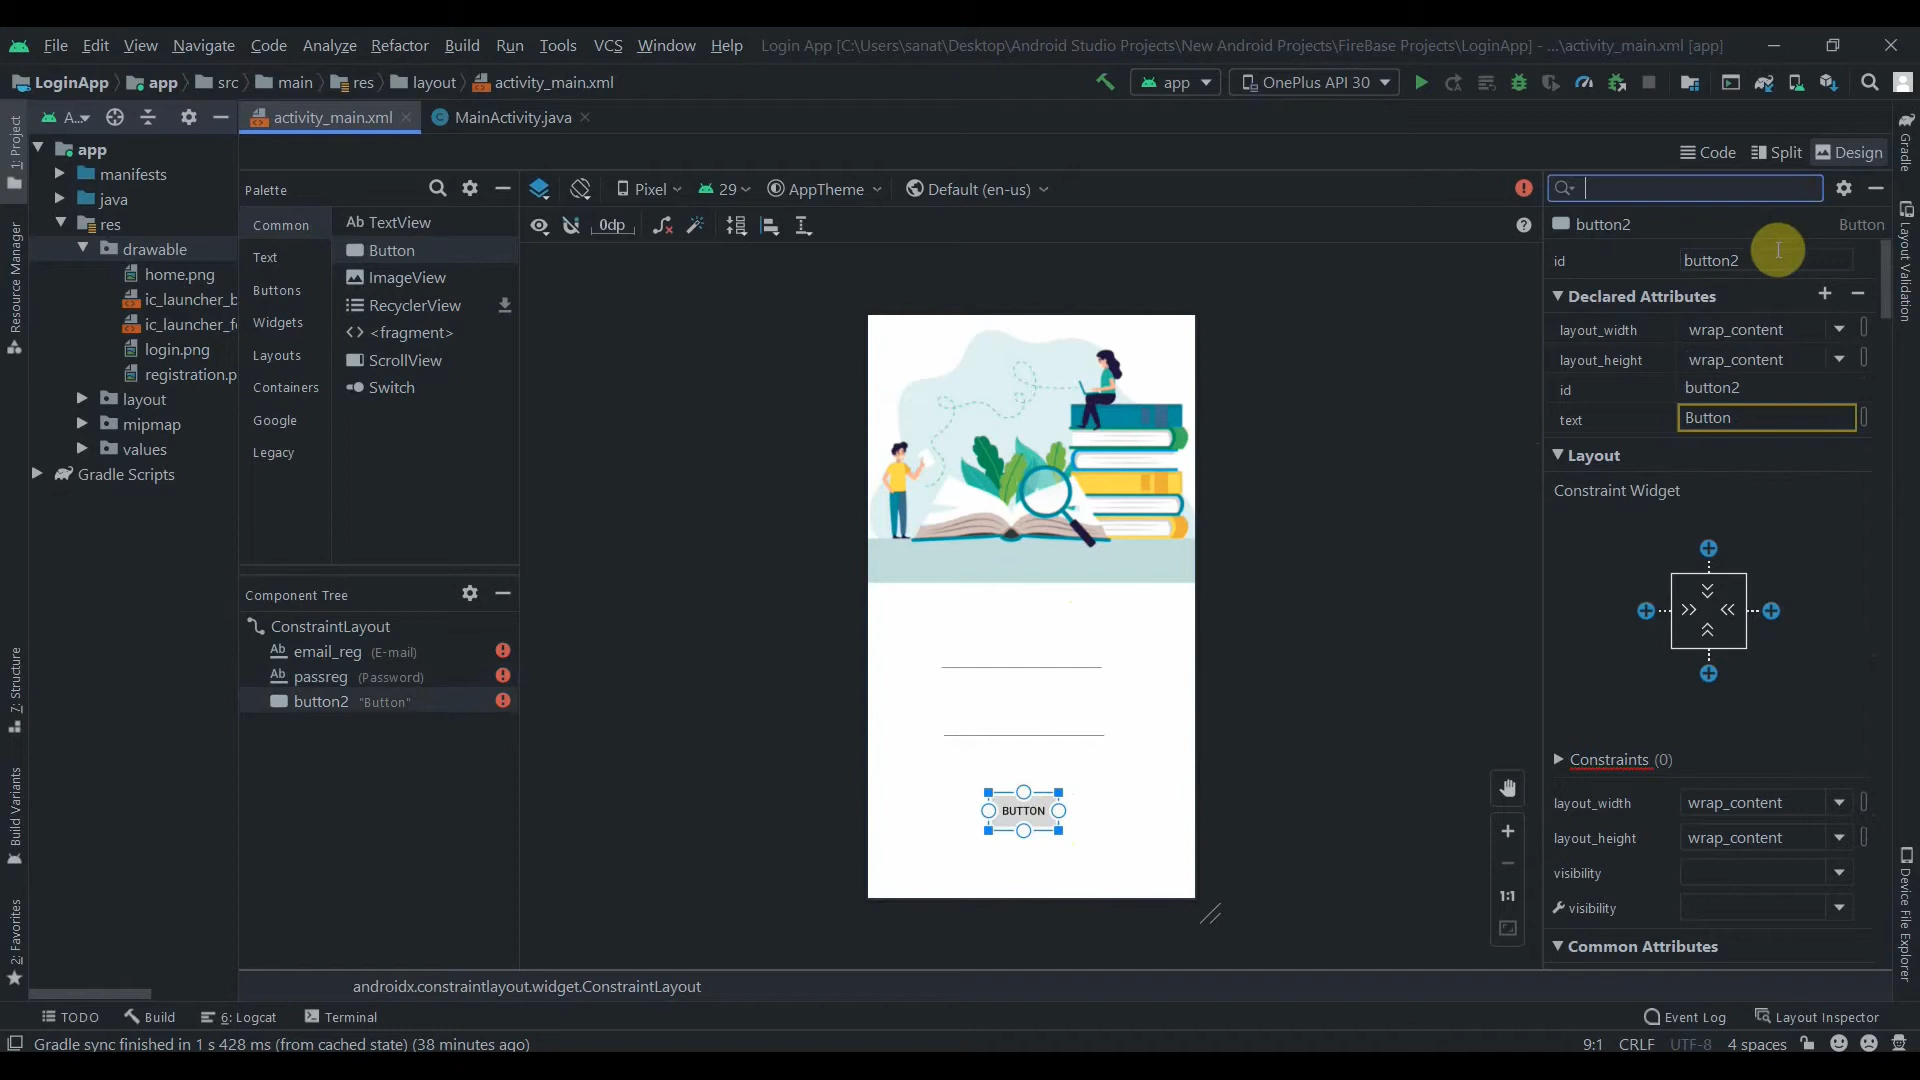 File Edit View Navigate Code Analyze Refactor Build Run Tools VCS Window Help Login App [C:\Users\sanat\Desktop\Android Studio Projects\New Android Projects\FireBase Projects\LoginApp] - ...\activity_main.xml [app]
LoginApp app src main res layout activity_main.xml app OnePlus API 30
A... activity_main.xml MainActivity.java
Code Split Design
1: Project
Resource Manager
7: Structure
Build Variants
2: Favorites
app
manifests
java
res
drawable
home.png
ic_launcher_b
ic_launcher_f
login.png
registration.p
layout
mipmap
values
Gradle Scripts
Palette
Common
Text
Buttons
Widgets
Layouts
Containers
Google
Legacy
Ab TextView
Button
ImageView
RecyclerView
<> <fragment>
ScrollView
Switch
Component Tree
ConstraintLayout
Ab email_reg (E-mail)
Ab passreg (Password)
button2 "Button"
Pixel 29 AppTheme Default (en-us)
0dp
BUTTON
1:1
androidx.constraintlayout.widget.ConstraintLayout
button2 Button
id button2
Declared Attributes
layout_width wrap_content
layout_height wrap_content
id button2
text Button
Layout
Constraint Widget
Constraints (0)
layout_width wrap_content
layout_height wrap_content
visibility
visibility
Common Attributes
Gradle
Layout Validation
Device File Explorer
TODO Build 6: Logcat Terminal Event Log Layout Inspector
Gradle sync finished in 1 s 428 ms (from cached state) (38 minutes ago) 9:1 CRLF UTF-8 4 spaces